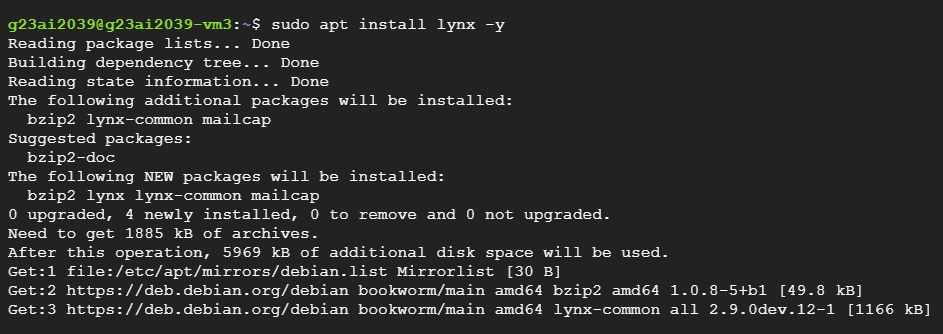 g23ai2039@g23ai2039-vm3:~$ sudo apt install lynx -y
Reading package lists... Done
Building dependency tree... Done
Reading state information... Done
The following additional packages will be installed:
  bzip2 lynx-common mailcap
Suggested packages:
  bzip2-doc
The following NEW packages will be installed:
  bzip2 lynx lynx-common mailcap
0 upgraded, 4 newly installed, 0 to remove and 0 not upgraded.
Need to get 1885 kB of archives.
After this operation, 5969 kB of additional disk space will be used.
Get:1 file:/etc/apt/mirrors/debian.list Mirrorlist [30 B]
Get:2 https://deb.debian.org/debian bookworm/main amd64 bzip2 amd64 1.0.8-5+b1 [49.8 kB]
Get:3 https://deb.debian.org/debian bookworm/main amd64 lynx-common all 2.9.0dev.12-1 [1166 kB]